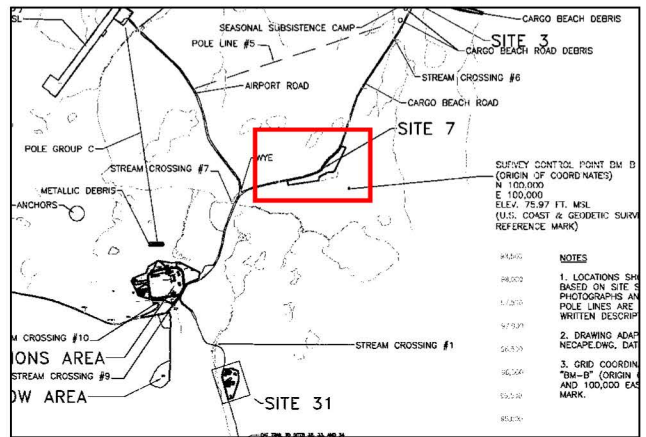 SL
SEASONAL SUBSISTENCE CAMP
CARGO BEACH DEBRIS
POLE LINE #5
SITE 3
CARGO BEACH ROAD DEBRIS
AIRPORT ROAD
STREAM CROSSING #6
CARGO BEACH ROAD
SITE 7
POLE GROUP C
WYE
STREAM CROSSING #7
METALLIC DEBRIS
ANCHORS
SURVEY CONTROL POINT BM B
(ORIGIN OF COORDINATES)
N 100,000
E 100,000
ELEV. 75.97 FT. MSL
(U.S. COAST & GEODETIC SURV
REFERENCE MARK)
NOTES
1. LOCATIONS SH
BASED ON SITE S
PHOTOGRAPHS AN
POLE LINES ARE
WRITTEN DESCRIP
2. DRAWING ADAP
NECAPE.DWG, DAT
3. GRID COORDIN
"BM-B" (ORIGIN
AND 100,000 EAS
MARK.
M CROSSING #10
IONS AREA
STREAM CROSSING #9
OW AREA
STREAM CROSSING #1
SITE 31